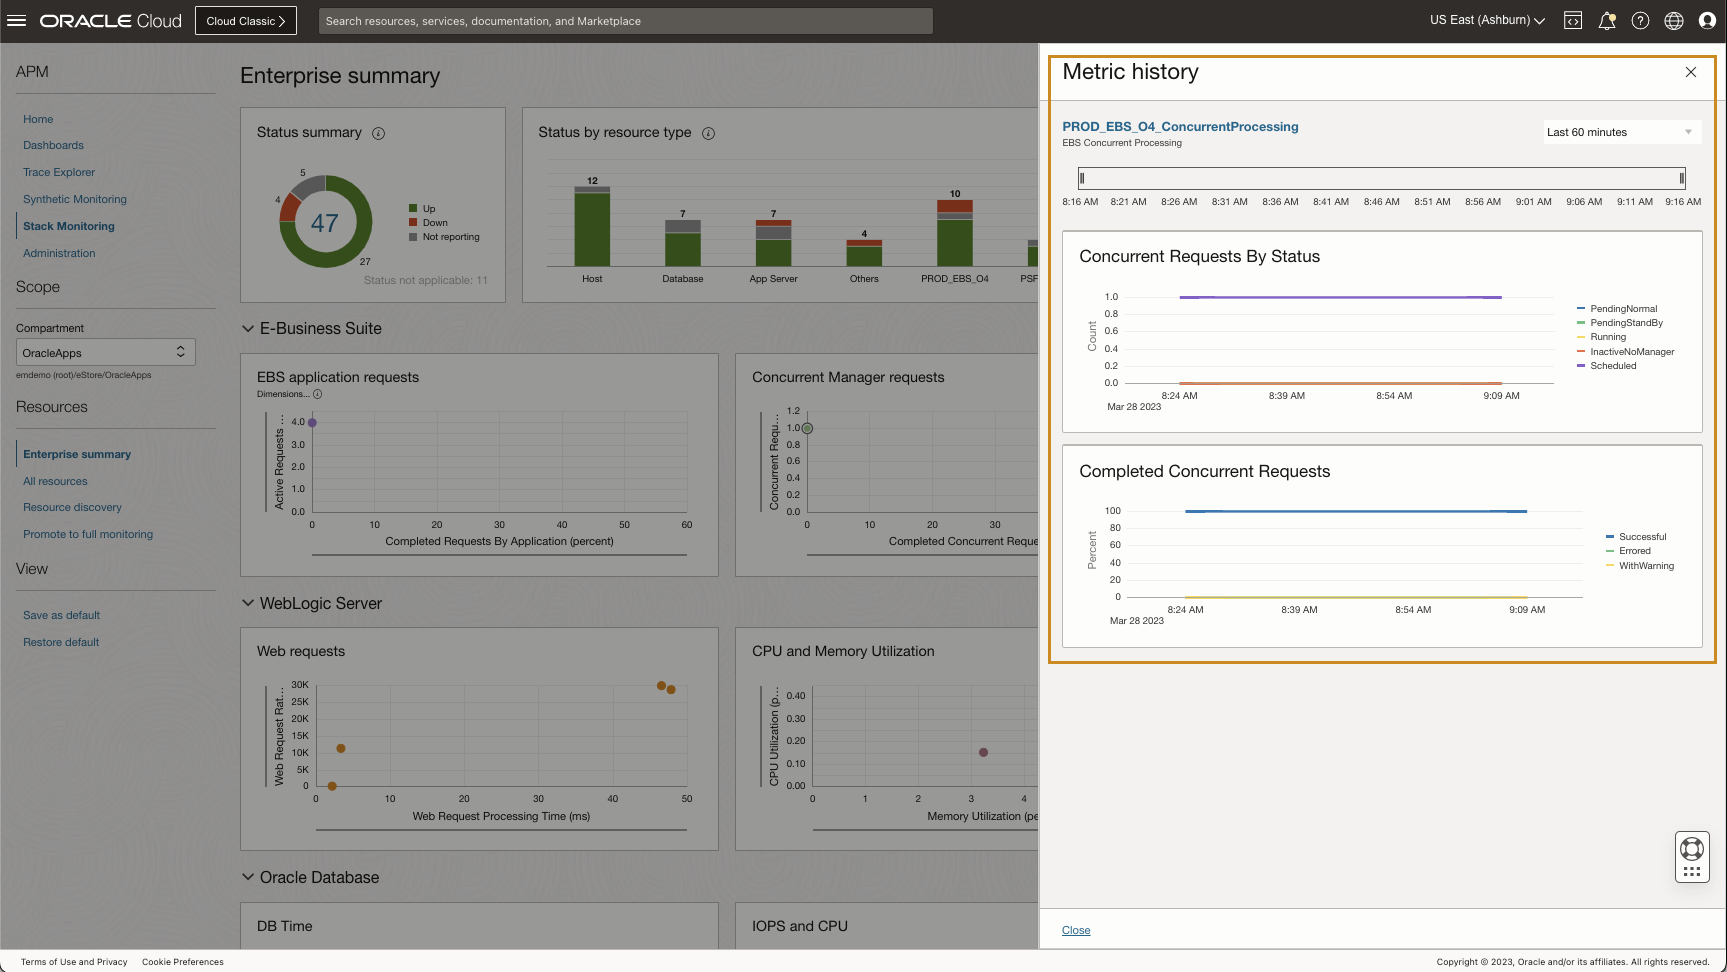 ORACLE Cloud
Cloud Classic
Search resources, services, documentation, and Marketplace
US East (Ashburn)
APM
Home
Dashboards
Trace Explorer
Synthetic Monitoring
Stack Monitoring
Administration
Scope
Compartment
OracleApps
emdemo (root)/eStore/OracleApps
Resources
Enterprise summary
All resources
Resource discovery
Promote to full monitoring
View
Save as default
Restore default
Enterprise summary
Status summary
5
4
47
27
Up
Down
Not reporting
Status not applicable: 11
Status by resource type
12
7
7
4
10
Host
Database
App Server
Others
PROD_EBS_O4
PSF
E-Business Suite
EBS application requests
Dimensions...
Active Requests ...
4.0
3.0
2.0
1.0
0.0
0 10 20 30 40 50 60
Completed Requests By Application (percent)
Concurrent Manager requests
Concurrent Requ...
1.2
1.0
0.8
0.6
0.4
0.2
0.0
0 10 20 30
Completed Concurrent Reque
WebLogic Server
Web requests
Web Request Rat...
30K
25K
20K
15K
10K
5K
0
0 10 20 30 40 50
Web Request Processing Time (ms)
CPU and Memory Utilization
CPU Utilization (p...
0.40
0.30
0.20
0.10
0.00
0 1 2 3 4
Memory Utilization (pe
Oracle Database
DB Time
IOPS and CPU
Metric history
PROD_EBS_O4_ConcurrentProcessing
EBS Concurrent Processing
Last 60 minutes
8:16 AM 8:21 AM 8:26 AM 8:31 AM 8:36 AM 8:41 AM 8:46 AM 8:51 AM 8:56 AM 9:01 AM 9:06 AM 9:11 AM 9:16 AM
Concurrent Requests By Status
Count
1.0
0.8
0.6
0.4
0.2
0.0
8:24 AM 8:39 AM 8:54 AM 9:09 AM
Mar 28 2023
PendingNormal
PendingStandBy
Running
InactiveNoManager
Scheduled
Completed Concurrent Requests
Percent
100
80
60
40
20
0
8:24 AM 8:39 AM 8:54 AM 9:09 AM
Mar 28 2023
Successful
Errored
WithWarning
Close
Terms of Use and Privacy
Cookie Preferences
Copyright © 2023, Oracle and/or its affiliates. All rights reserved.